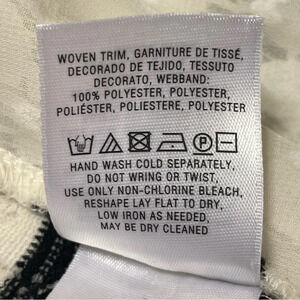 WOVEN TRIM, GARNITURE DE TISSÉ,
DECORADO DE TEJIDO, TESSUTO
DECORATO, WEBBAND:
100% POLYESTER, POLYESTER,
POLIÉSTER, POLIESTERE, POLYESTER
P
HAND WASH COLD SEPARATELY,
DO NOT WRING OR TWIST,
USE ONLY NON-CHLORINE BLEACH,
RESHAPE LAY FLAT TO DRY,
LOW IRON AS NEEDED,
MAY BE DRY CLEANED